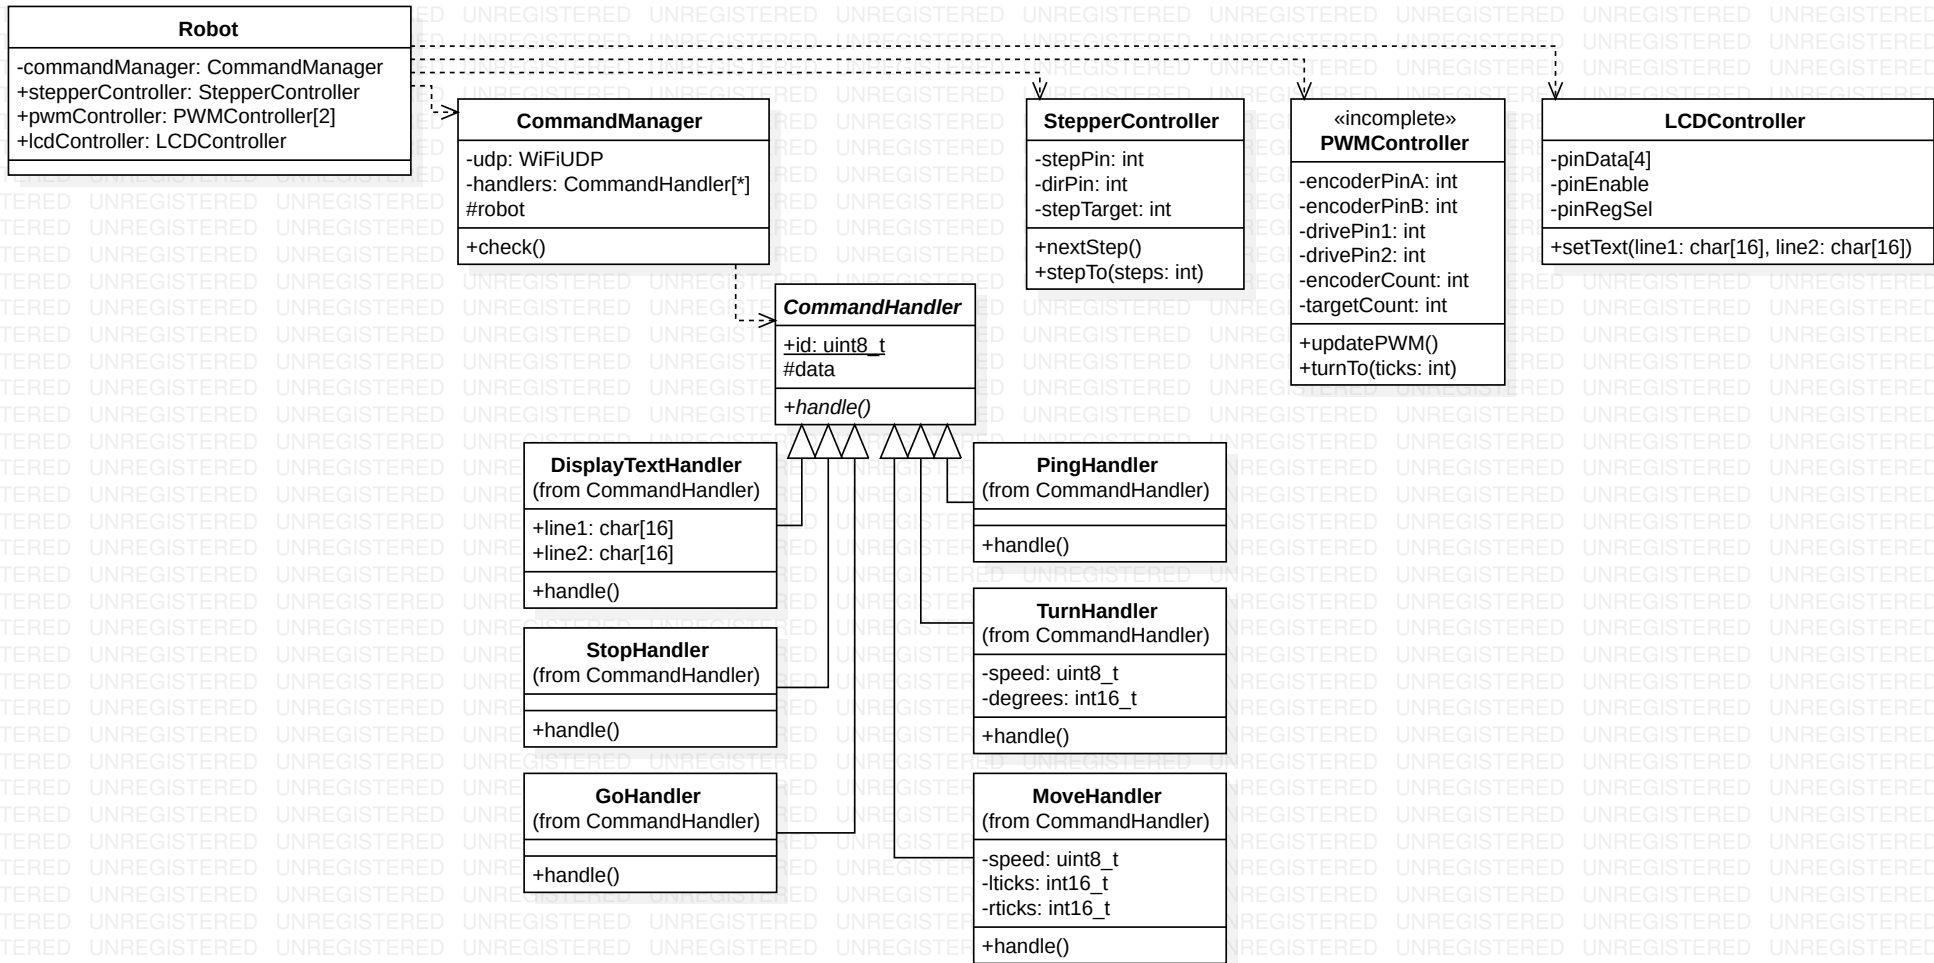 Robot
-commandManager: CommandManager
+stepperController: StepperController
+pwmController: PWMController[2]
+lcdController: LCDController
CommandManager
-udp: WiFiUDP
-handlers: CommandHandler[*]
#robot
+check()
StepperController
-stepPin: int
-dirPin: int
-stepTarget: int
+nextStep()
+stepTo(steps: int)
«incomplete»
PWMController
-encoderPinA: int
-encoderPinB: int
-drivePin1: int
-drivePin2: int
-encoderCount: int
-targetCount: int
+updatePWM()
+turnTo(ticks: int)
LCDController
-pinData[4]
-pinEnable
-pinRegSel
+setText(line1: char[16], line2: char[16])
CommandHandler
+id: uint8_t
#data
+handle()
DisplayTextHandler
(from CommandHandler)
+line1: char[16]
+line2: char[16]
+handle()
StopHandler
(from CommandHandler)
+handle()
GoHandler
(from CommandHandler)
+handle()
PingHandler
(from CommandHandler)
+handle()
TurnHandler
(from CommandHandler)
-speed: uint8_t
-degrees: int16_t
+handle()
MoveHandler
(from CommandHandler)
-speed: uint8_t
-lticks: int16_t
-rticks: int16_t
+handle()
UNREGISTERED